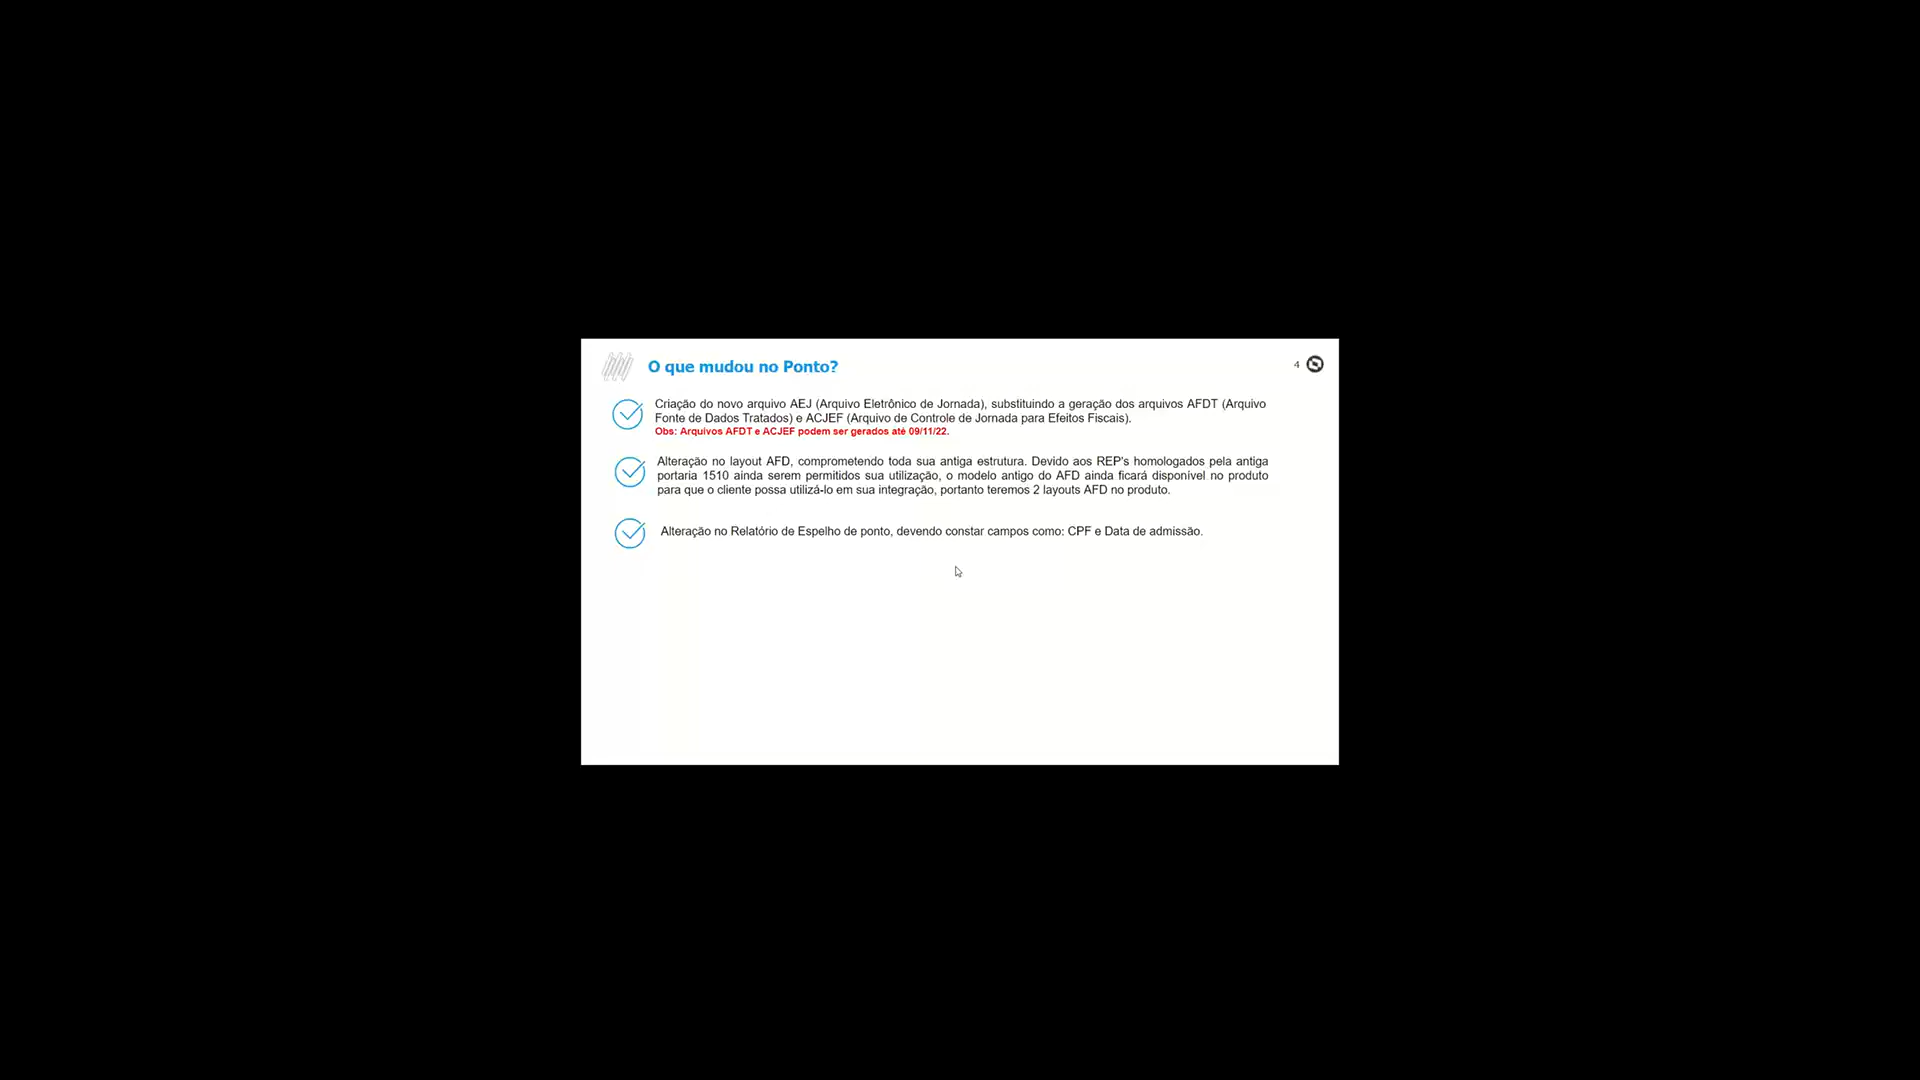 O que mudou no Ponto?
4
Criação do novo arquivo AEJ (Arquivo Eletrônico de Jornada), substituindo a geração dos arquivos AFDT (Arquivo
Fonte de Dados Tratados) e ACJEF (Arquivo de Controle de Jornada para Efeitos Fiscais).
Obs: Arquivos AFDT e ACJEF podem ser gerados até 09/11/22.
Alteração no layout AFD, comprometendo toda sua antiga estrutura. Devido aos REP's homologados pela antiga
portaria 1510 ainda serem permitidos sua utilização, o modelo antigo do AFD ainda ficará disponível no produto
para que o cliente possa utilizá-lo em sua integração, portanto teremos 2 layouts AFD no produto.
Alteração no Relatório de Espelho de ponto, devendo constar campos como: CPF e Data de admissão.